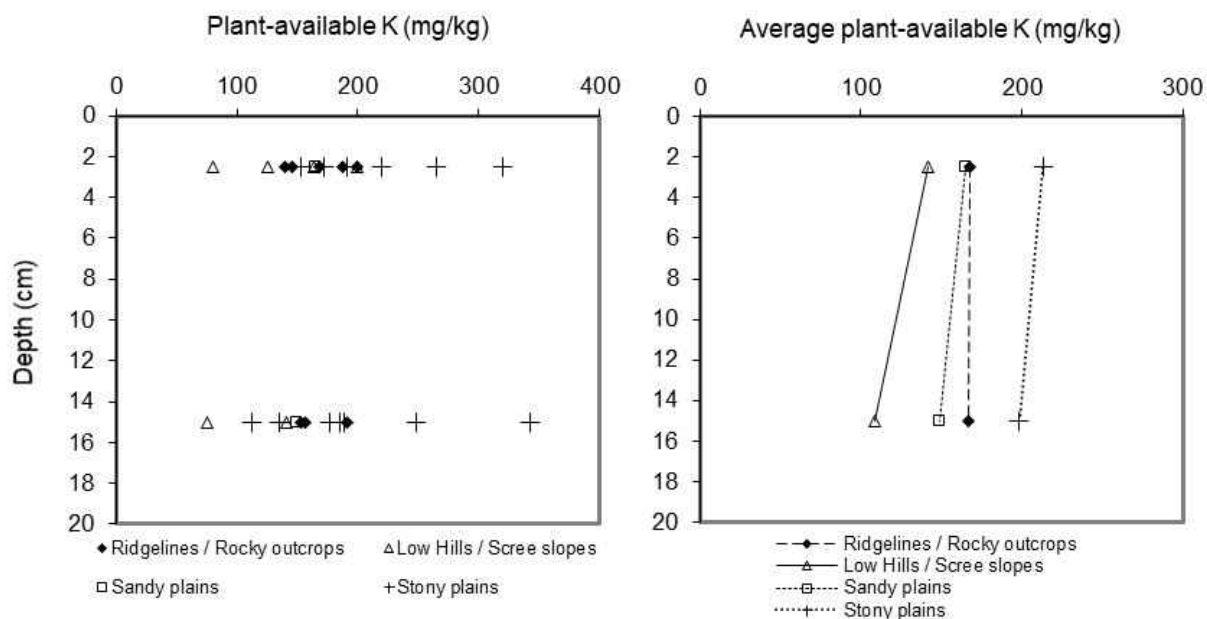 Plant-available K (mg/kg)
0 100 200 300 400
0
2
4
6
8
10
12
14
16
18
20
Depth (cm)
Ridgelines / Rocky outcrops
Low Hills / Scree slopes
Sandy plains
Stony plains
Average plant-available K (mg/kg)
0 100 200 300
0
2
4
6
8
10
12
14
16
18
20
Ridgelines / Rocky outcrops
Low Hills / Scree slopes
Sandy plains
Stony plains